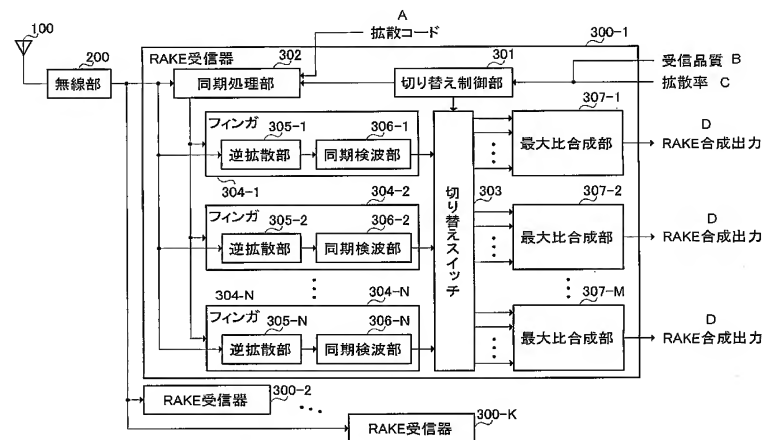 100
200
無線部
300-1
RAKE受信器
302
同期処理部
A
拡散コード
301
切り替え制御部
受信品質 B
拡散率 C
フィンガ
305-1
逆拡散部
306-1
同期検波部
304-1
304-2
フィンガ
305-2
逆拡散部
306-2
同期検波部
304-N
304-N
フィンガ
305-N
逆拡散部
306-N
同期検波部
303
切り替えスイッチ
307-1
最大比合成部
D
RAKE合成出力
307-2
最大比合成部
D
RAKE合成出力
307-M
最大比合成部
D
RAKE合成出力
300-2
RAKE受信器
300-K
RAKE受信器